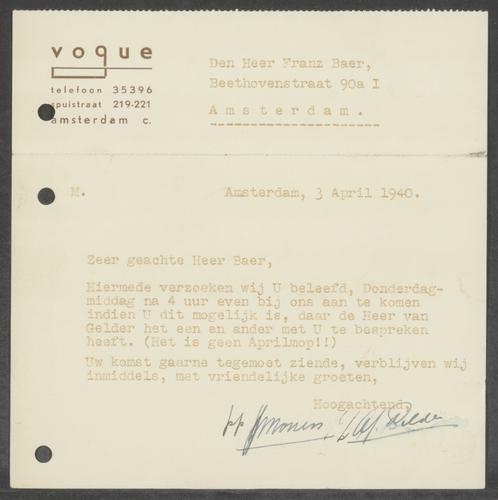 voque
telefoon 35396
spuistraat 219-221
amsterdam c.
Den Heer Franz Baer,
Beethovenstraat 90a I
Amsterdam.
M.
Amsterdam, 3 April 1940.
Zeer geachte Heer Baer,
Hiermede verzoeken wij U beleefd, Donderdag-
middag na 4 uur even bij ons aan te komen
indien U dit mogelijk is, daar de Heer van
Gelder het een en ander met U te bespreken
heeft. (Het is geen Aprilmop!!)
Uw komst gaarne tegemoet ziende, verblijven wij
inmiddels, met vriendelijke groeten,
Hoogachtend,
pp